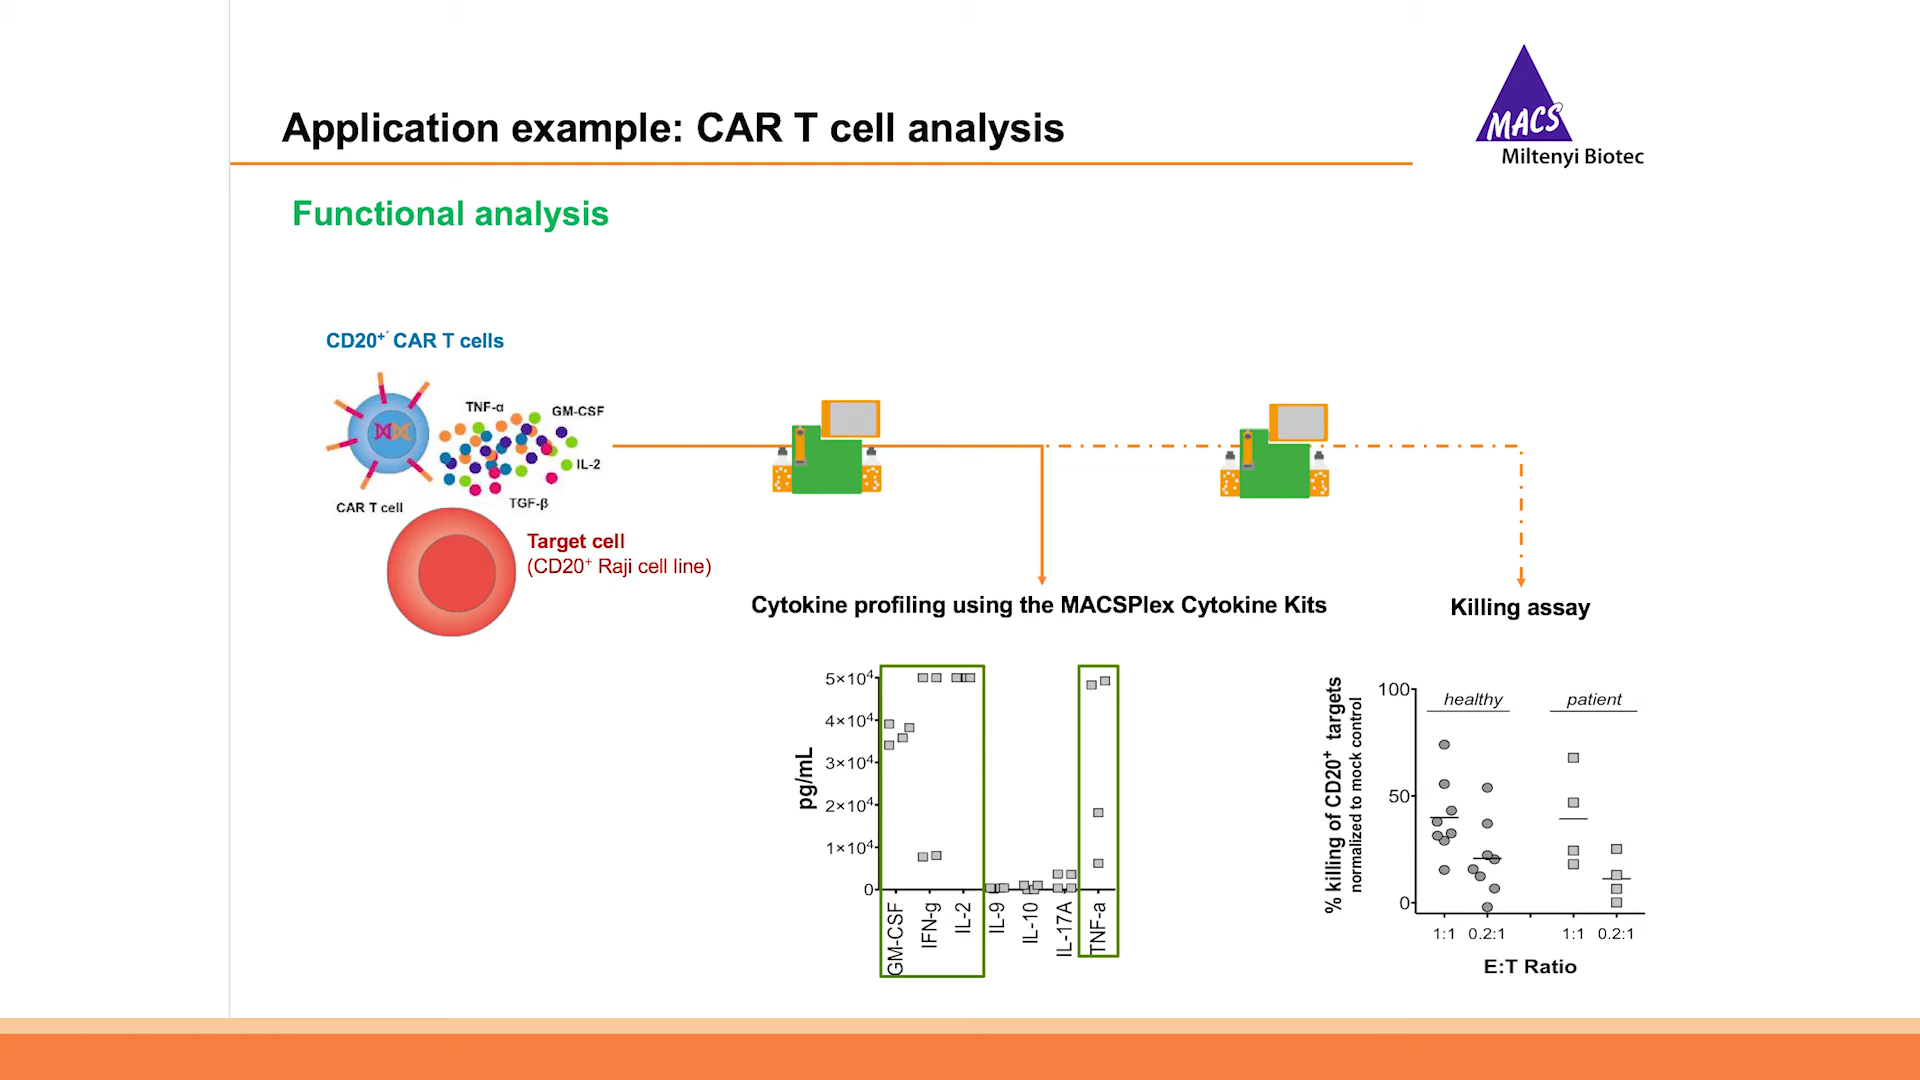 Application example: CAR T cell analysis
MACS
Miltenyi Biotec
Functional analysis
CD20⁺ CAR T cells
TNF-α
GM-CSF
IL-2
TGF-β
CAR T cell
Target cell
(CD20⁺ Raji cell line)
Cytokine profiling using the MACSPlex Cytokine Kits
Killing assay
pg/mL
5×10⁴
4×10⁴
3×10⁴
2×10⁴
1×10⁴
0
GM-CSF
IFN-g
IL-2
IL-9
IL-10
IL-17A
TNF-a
% killing of CD20⁺ targets
normalized to mock control
100
50
0
healthy
patient
1:1 0.2:1 1:1 0.2:1
E:T Ratio